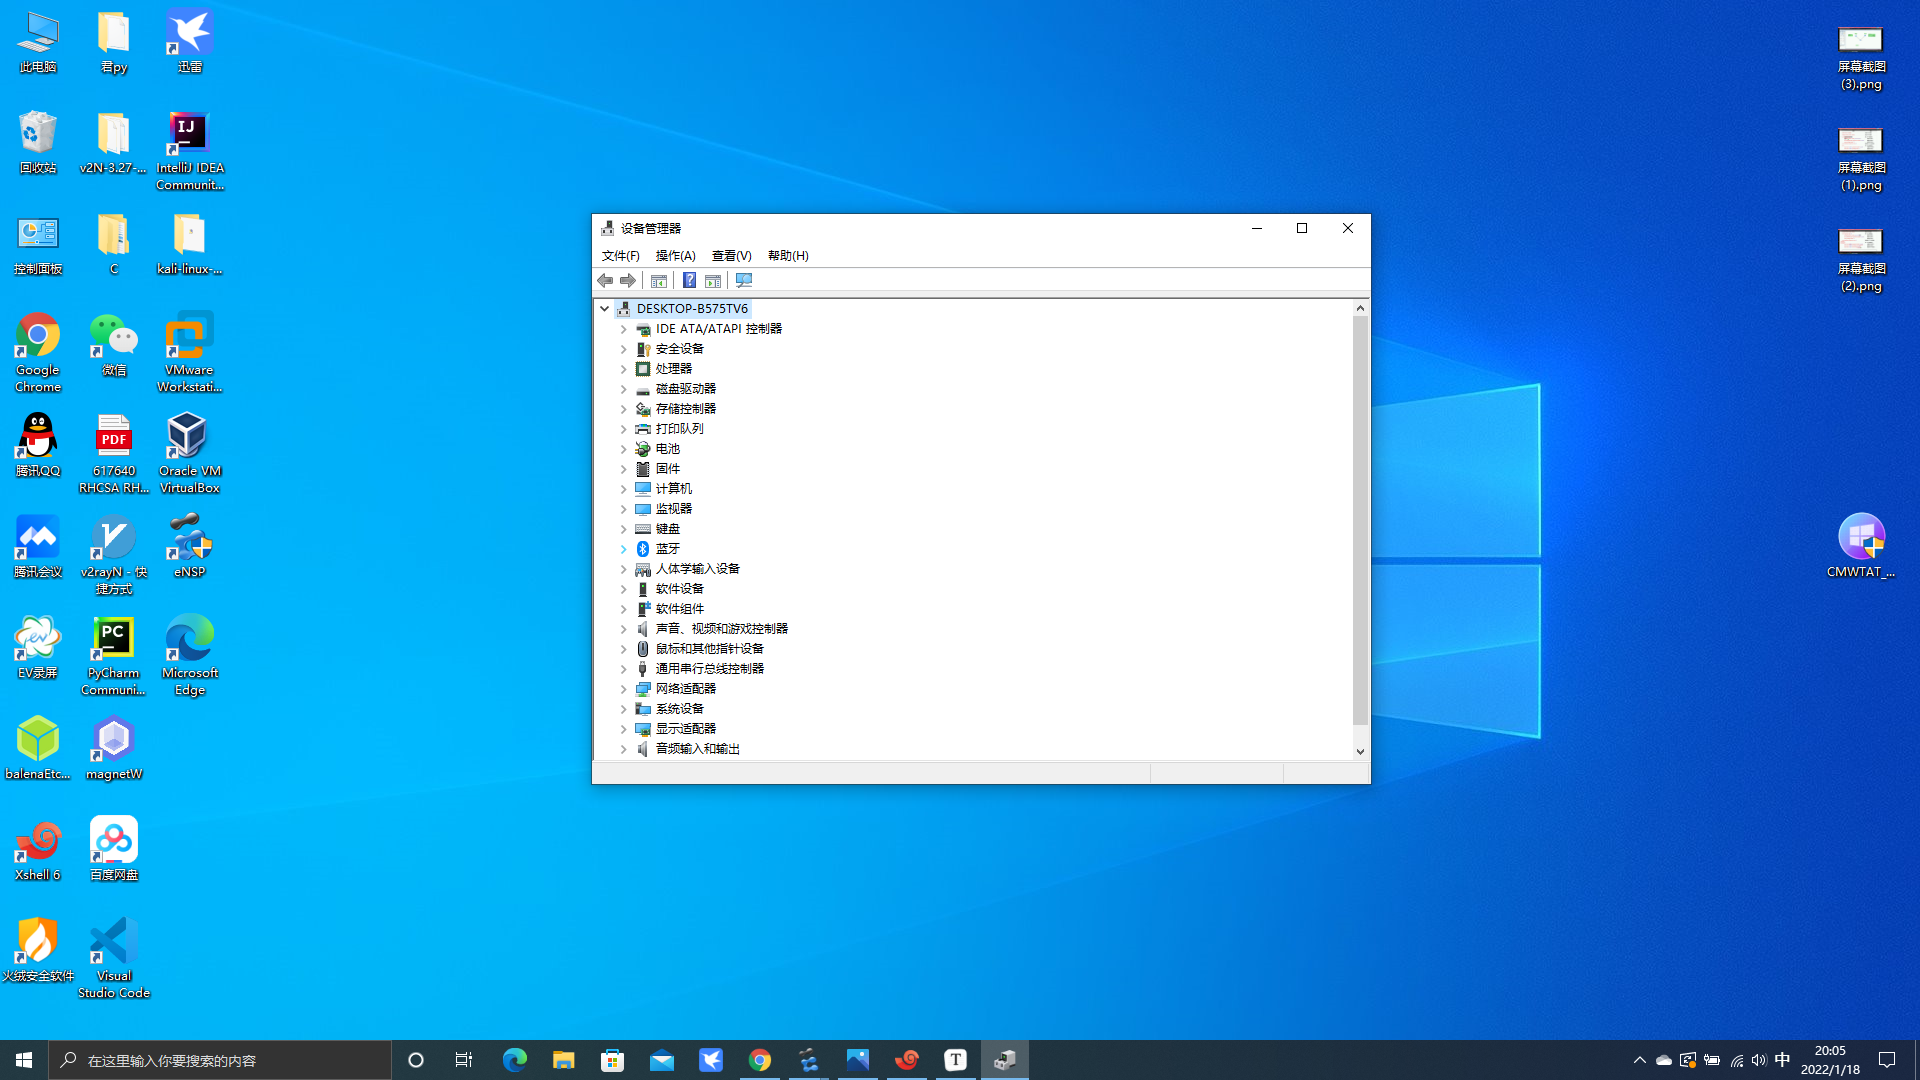 此电脑
君py
迅雷
回收站
v2N-3.27-...
IntelliJ IDEA
Communit...
控制面板
C
kali-linux-...
Google
Chrome
微信
VMware
Workstati...
腾讯QQ
PDF
617640
RHCSA RH...
Oracle VM
VirtualBox
腾讯会议
v2rayN - 快
捷方式
eNSP
EV录屏
PyCharm
Communi...
Microsoft
Edge
balenaEtc...
magnetW
Xshell 6
百度网盘
火绒安全软件
Visual
Studio Code
设备管理器
文件(F)
操作(A)
查看(V)
帮助(H)
DESKTOP-B575TV6
IDE ATA/ATAPI 控制器
安全设备
处理器
磁盘驱动器
存储控制器
打印队列
电池
固件
计算机
监视器
键盘
蓝牙
人体学输入设备
软件设备
软件组件
声音、视频和游戏控制器
鼠标和其他指针设备
通用串行总线控制器
网络适配器
系统设备
显示适配器
音频输入和输出
屏幕截图
(3).png
屏幕截图
(1).png
屏幕截图
(2).png
CMWTAT_...
在这里输入你要搜索的内容
中
20:05
2022/1/18